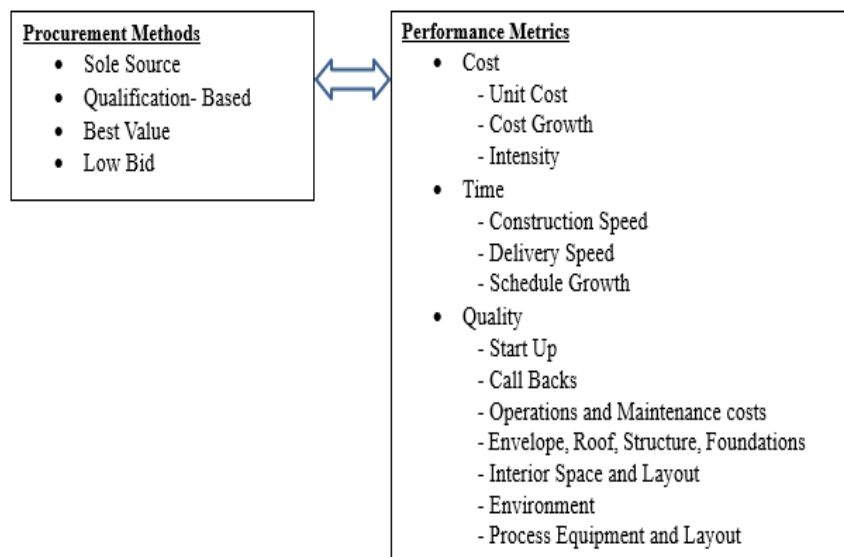 Procurement Methods
• Sole Source
• Qualification- Based
• Best Value
• Low Bid
Performance Metrics
• Cost
- Unit Cost
- Cost Growth
- Intensity
• Time
- Construction Speed
- Delivery Speed
- Schedule Growth
• Quality
- Start Up
- Call Backs
- Operations and Maintenance costs
- Envelope, Roof, Structure, Foundations
- Interior Space and Layout
- Environment
- Process Equipment and Layout